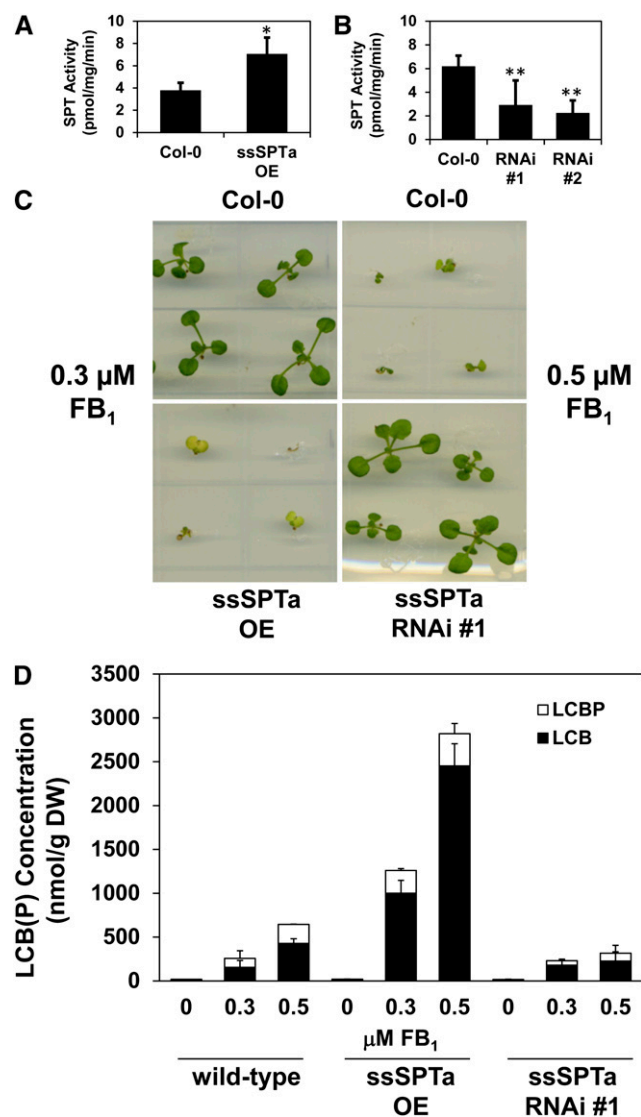 A
SPT Activity
(pmol/mg/min)
10
8
6
4
2
0
*
Col-0
ssSPTa
OE
B
SPT Activity
(pmol/mg/min)
10
8
6
4
2
0
**
**
Col-0
RNAi
#1
RNAi
#2
C
Col-0
Col-0
0.3 µM
FB1
0.5 µM
FB1
ssSPTa
OE
ssSPTa
RNAi #1
D
LCB(P) Concentration
(nmol/g DW)
3500
3000
2500
2000
1500
1000
500
0
LCBP
LCB
0 0.3 0.5 0 0.3 0.5 0 0.3 0.5
µM FB1
wild-type
ssSPTa
OE
ssSPTa
RNAi #1